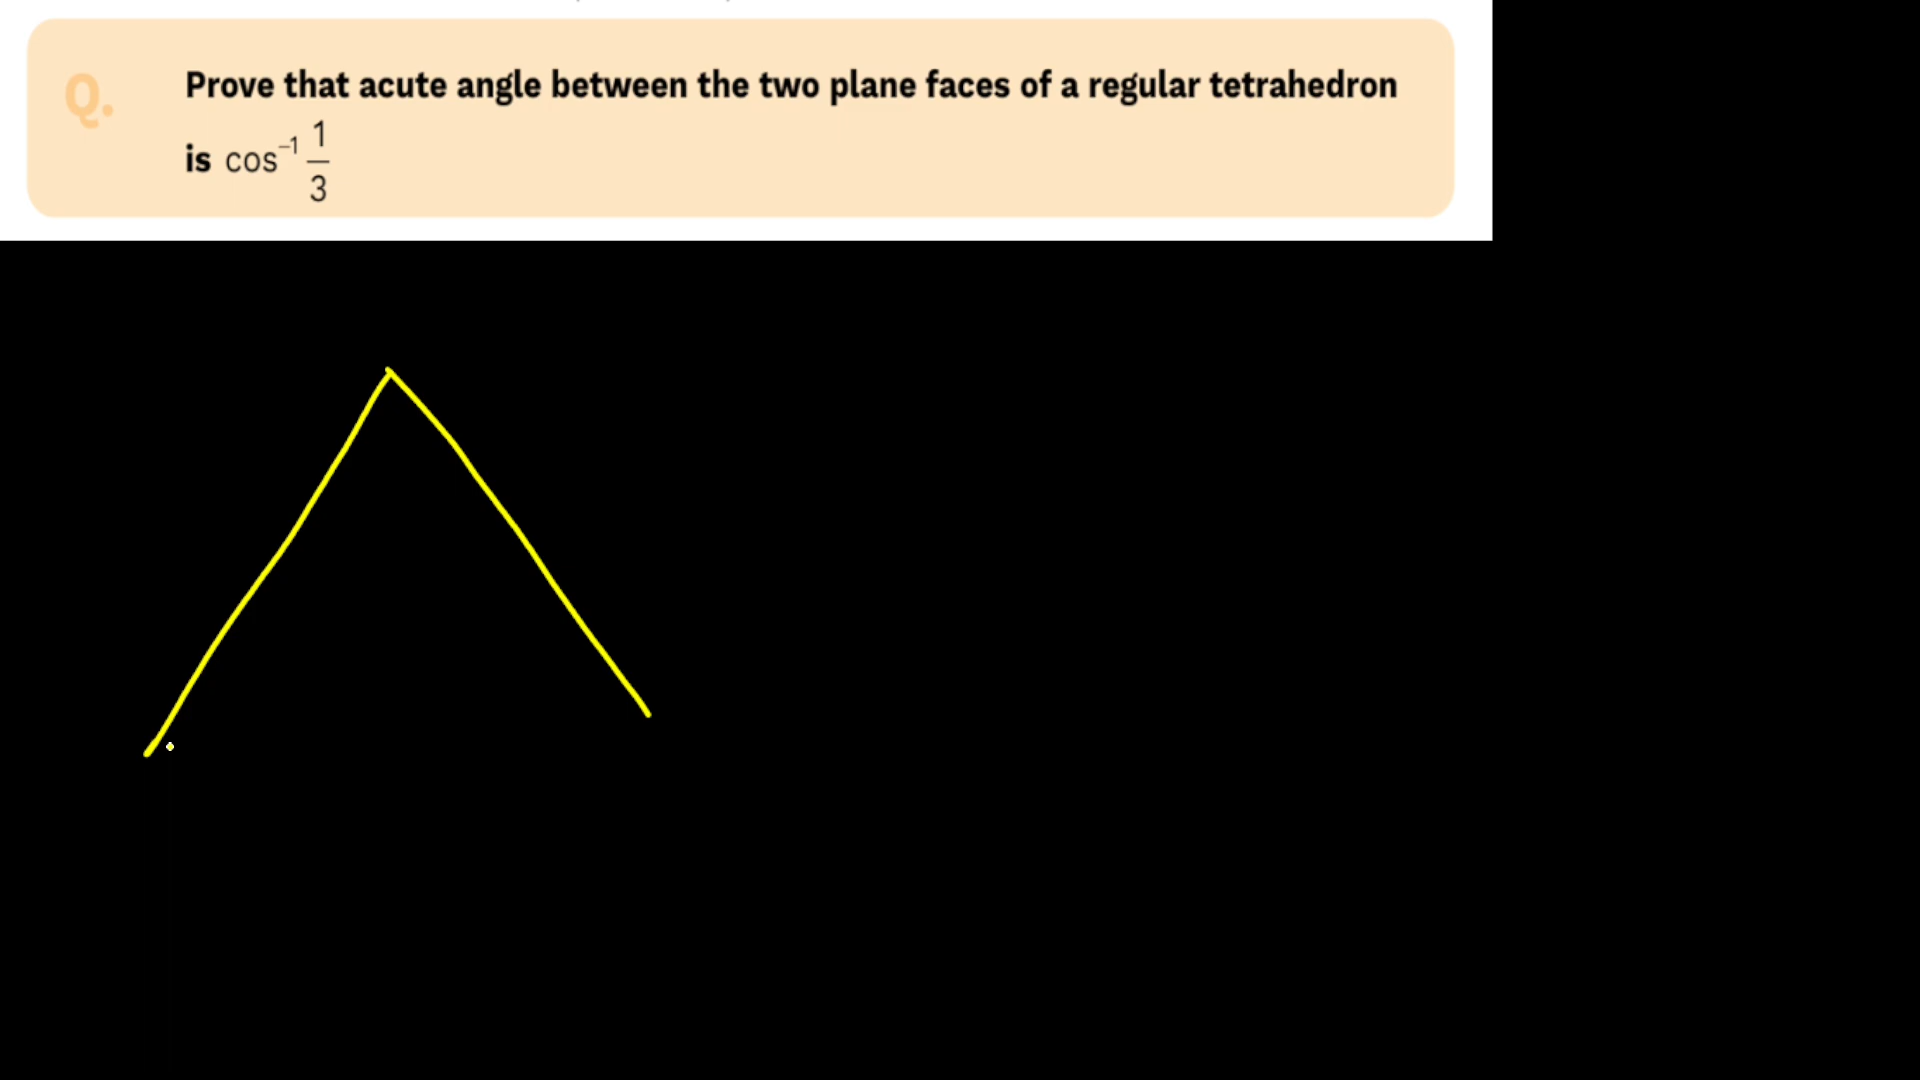 Q. Prove that acute angle between the two plane faces of a regular tetrahedron
is cos⁻¹ 1/3